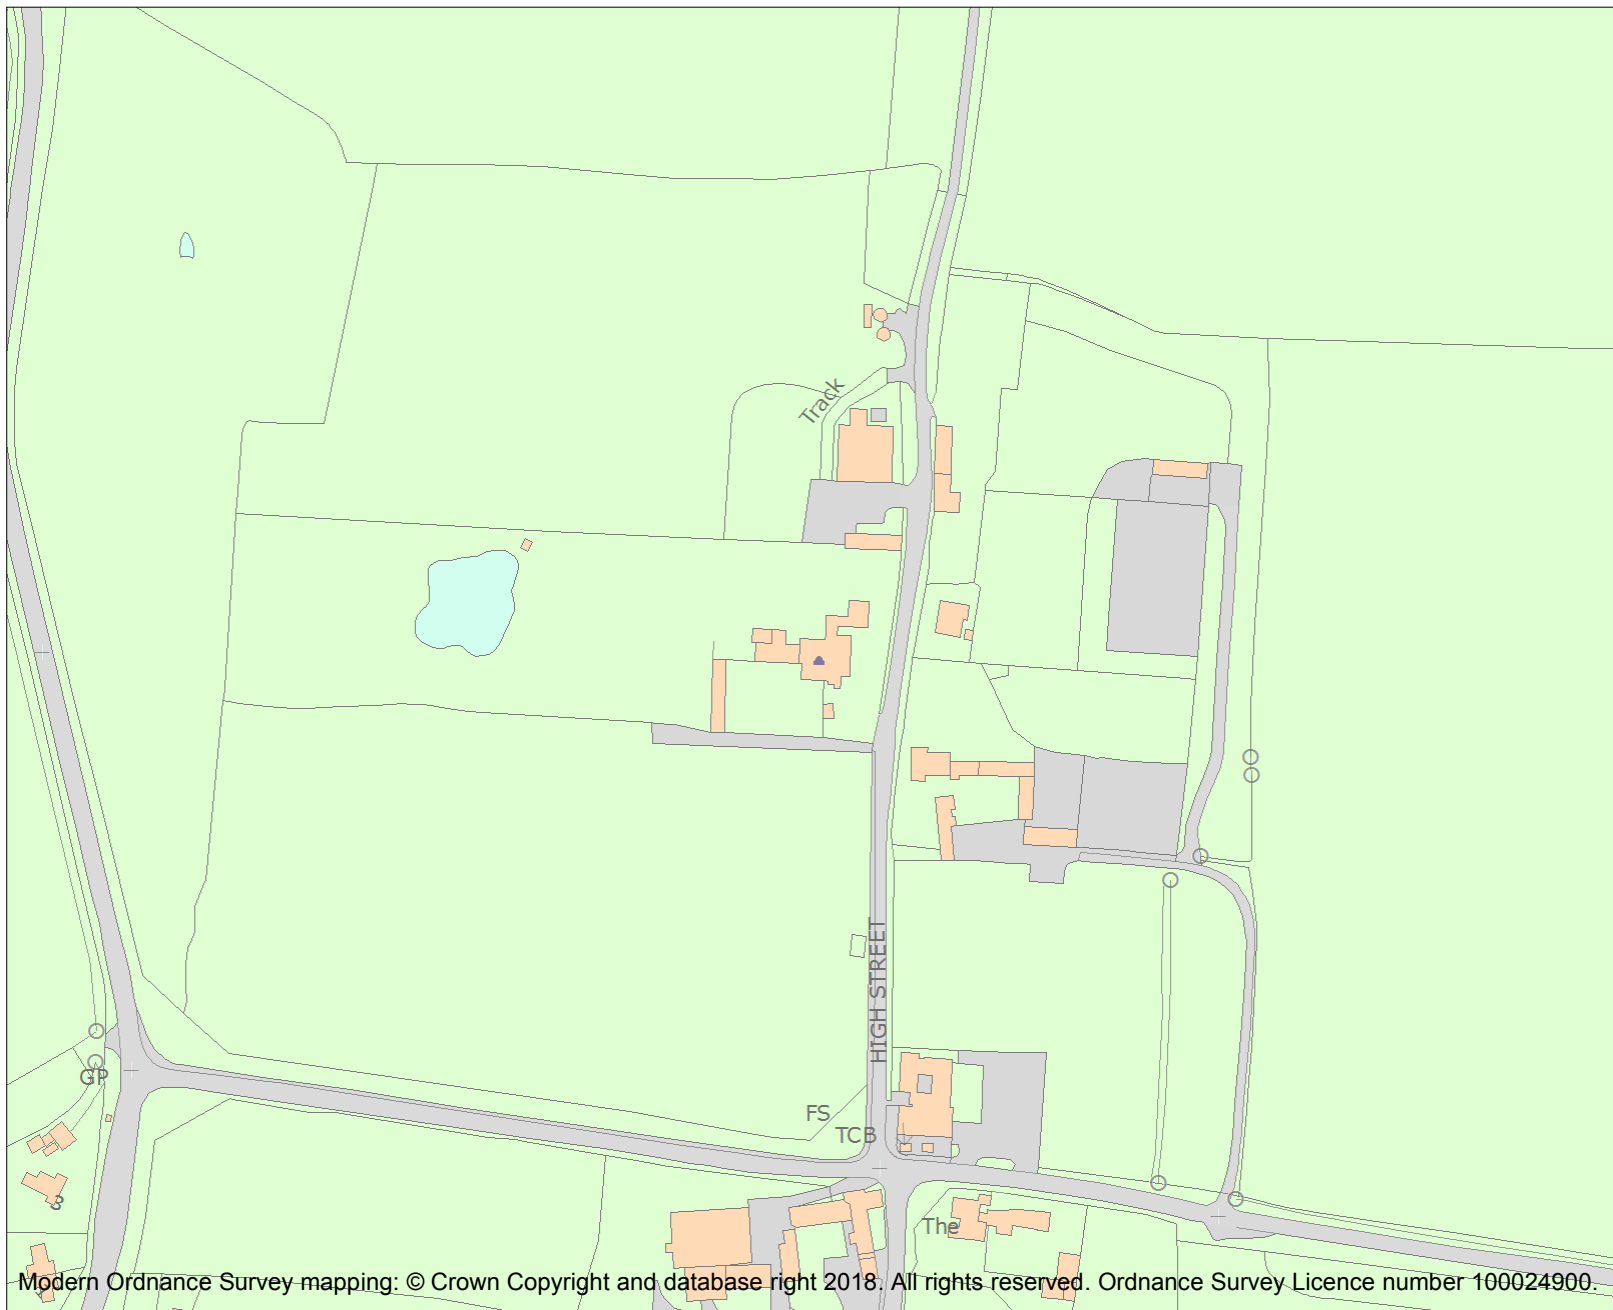 Track
HIGH STREET
GP
FS
TCB
3
The
Modern Ordnance Survey mapping: © Crown Copyright and database right 2018. All rights reserved. Ordnance Survey Licence number 100024900.